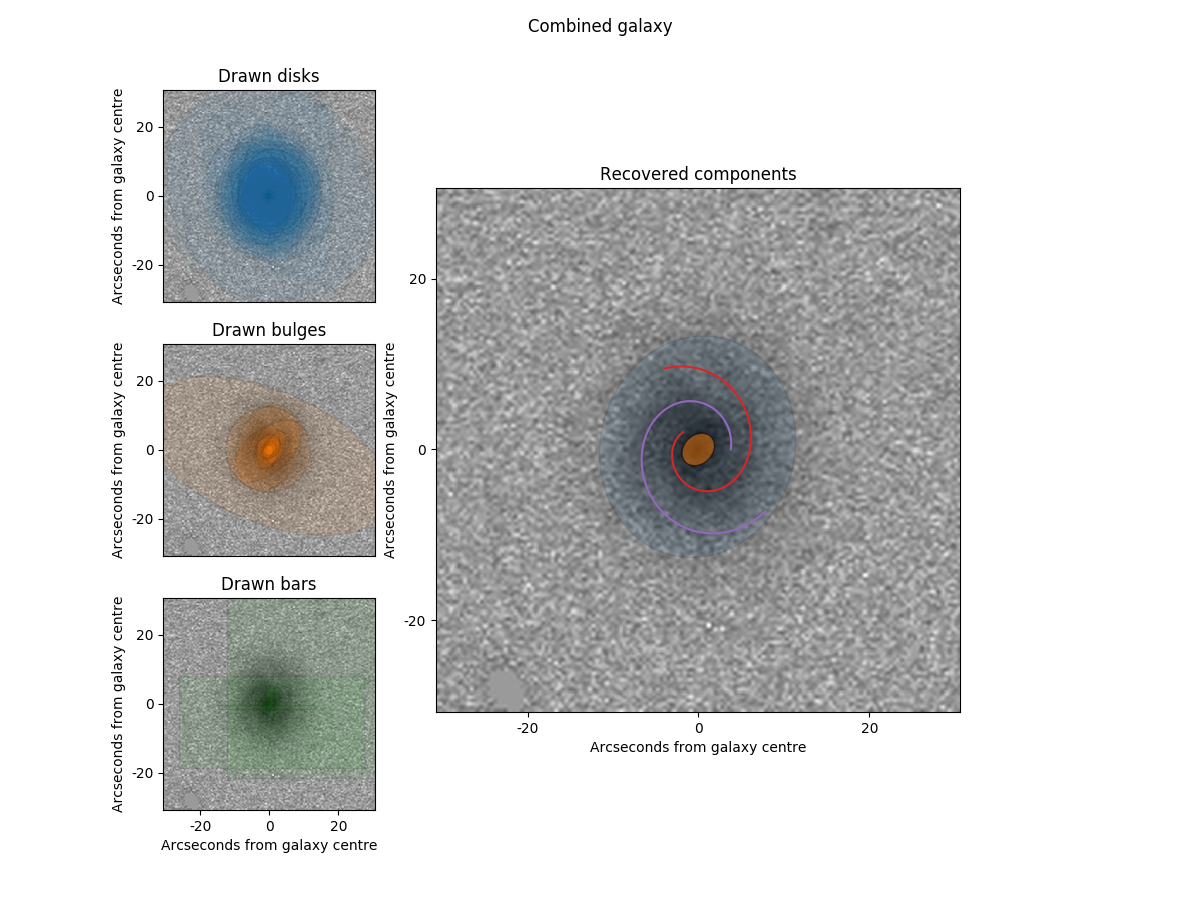 Combined galaxy
Drawn disks
Arcseconds from galaxy centre
20
0
-20
Drawn bulges
Arcseconds from galaxy centre
20
0
-20
Drawn bars
Arcseconds from galaxy centre
20
0
-20
-20 0 20
Arcseconds from galaxy centre
Recovered components
Arcseconds from galaxy centre
20
0
-20
-20 0 20
Arcseconds from galaxy centre